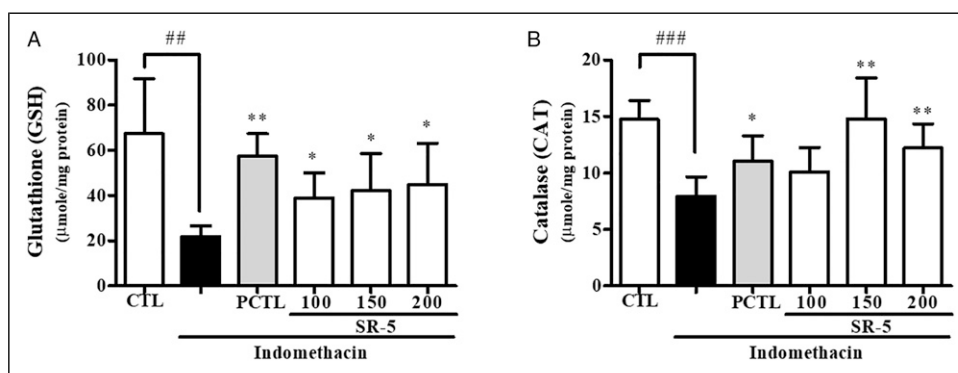 A
##
Glutathione (GSH)
(µmole/mg protein)
100
80
60
40
20
0
**
*
*
*
CTL
PCTL
100
150
200
SR-5
Indomethacin
B
###
Catalase (CAT)
(µmole/mg protein)
20
15
10
5
0
*
**
**
CTL
PCTL
100
150
200
SR-5
Indomethacin